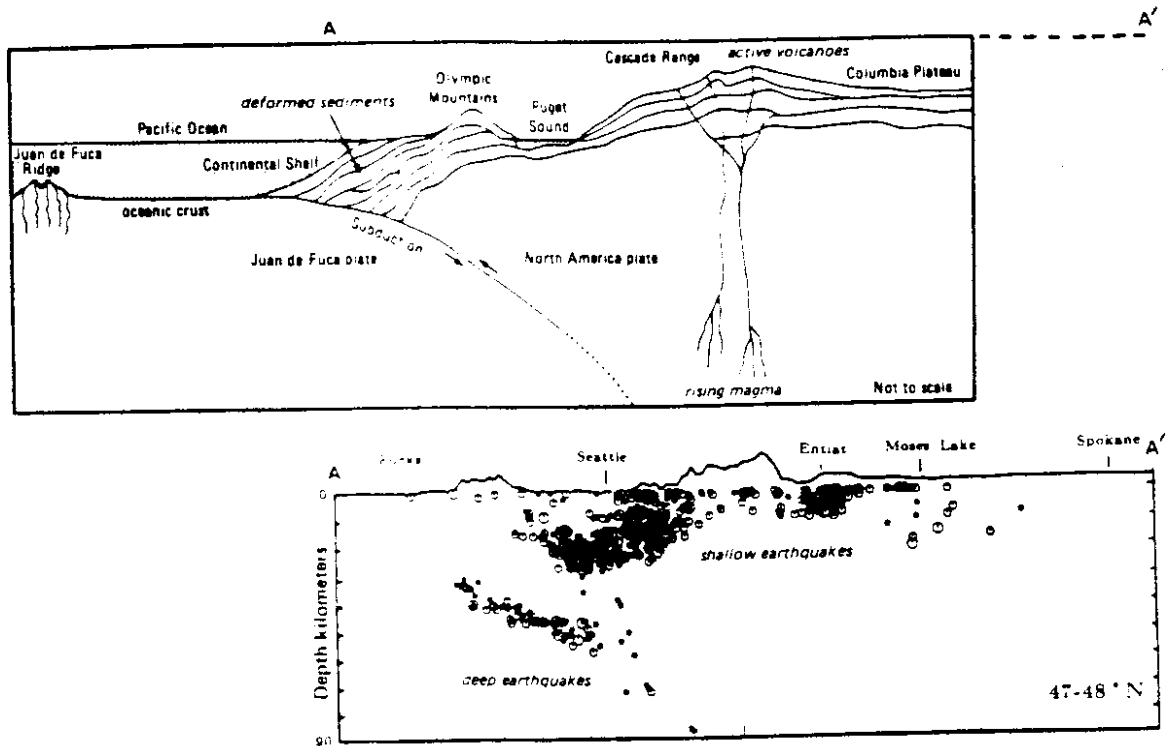 A
A′
Cascade Range
active volcanoes
Olympic
Mountains
Columbia Plateau
deformed sediments
Puget
Sound
Pacific Ocean
Juan de Fuca
Ridge
Continental Shelf
oceanic crust
Subduction
Juan de Fuca plate
North America plate
rising magma
Not to scale
A
Seattle
Entiat
Moses Lake
Spokane
A′
0
shallow earthquakes
Depth kilometers
deep earthquakes
47-48°N
90